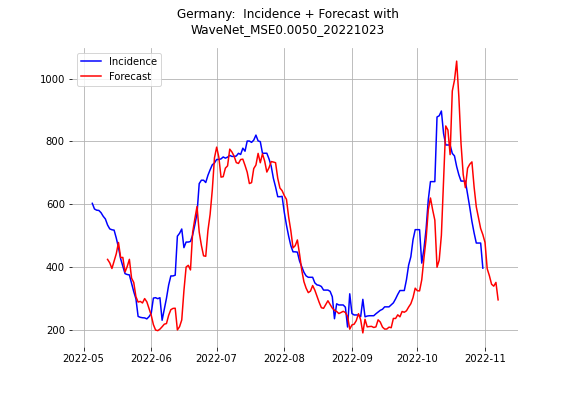 Germany:  Incidence + Forecast with
WaveNet_MSE0.0050_20221023
Incidence
Forecast
1000
800
600
400
200
2022-05 2022-06 2022-07 2022-08 2022-09 2022-10 2022-11